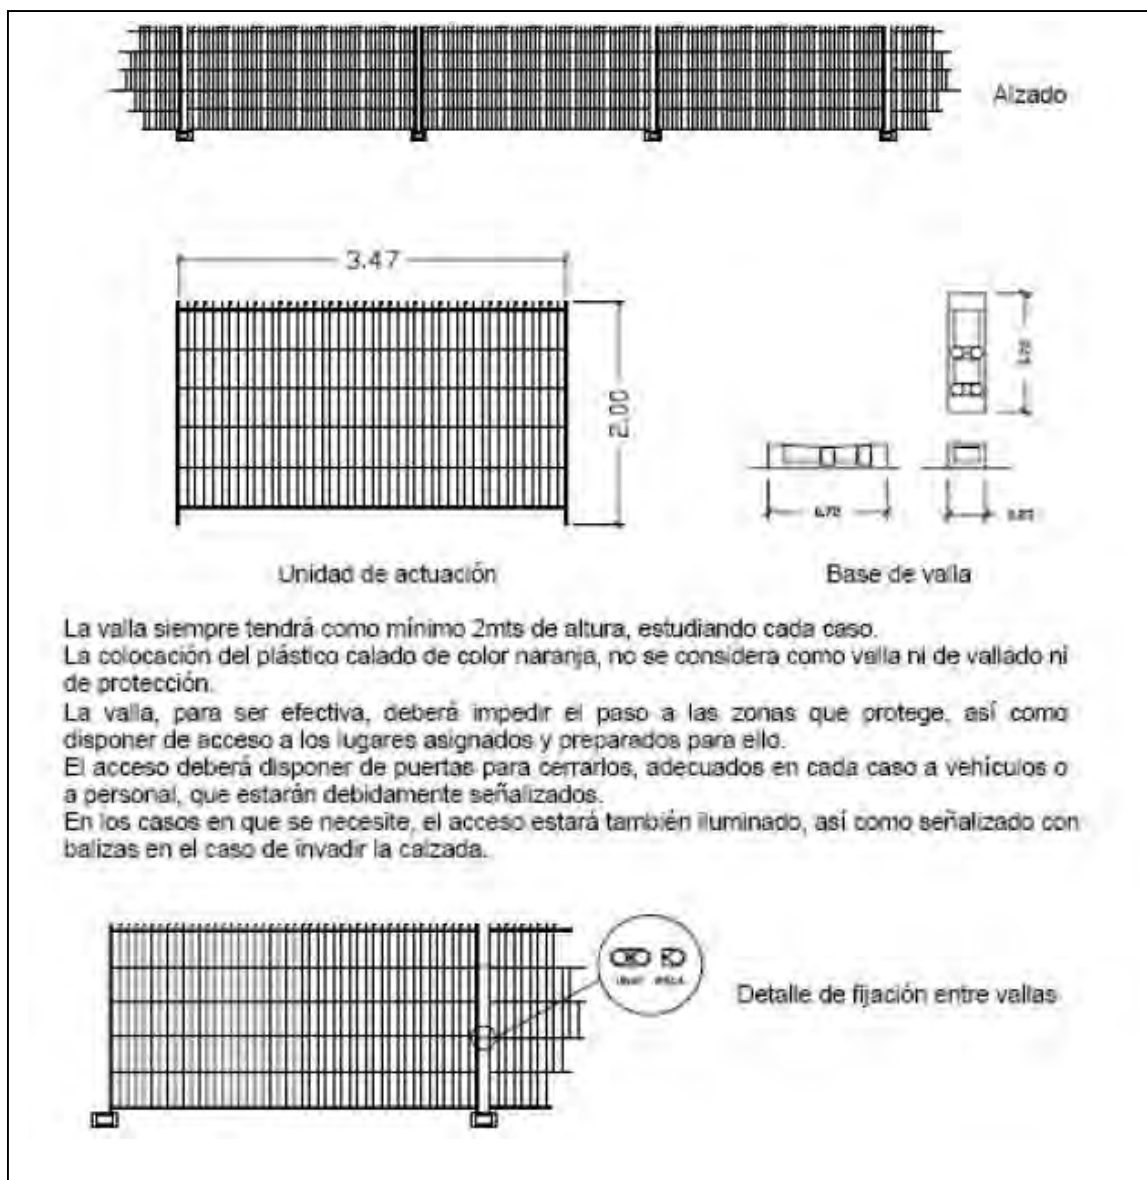 Alzado
3.47
2.00
Unidad de actuación
Base de valla
La valla siempre tendrá como mínimo 2mts de altura, estudiando cada caso.
La colocación del plástico calado de color naranja, no se considera como valla ni de vallado ni
de protección.
La valla, para ser efectiva, deberá impedir el paso a las zonas que protege, así como
disponer de acceso a los lugares asignados y preparados para ello.
El acceso deberá disponer de puertas para cerrarlos, adecuados en cada caso a vehículos o
a personal, que estarán debidamente señalizados.
En los casos en que se necesite, el acceso estará también iluminado, así como señalizado con
balizas en el caso de invadir la calzada.
Detalle de fijación entre vallas